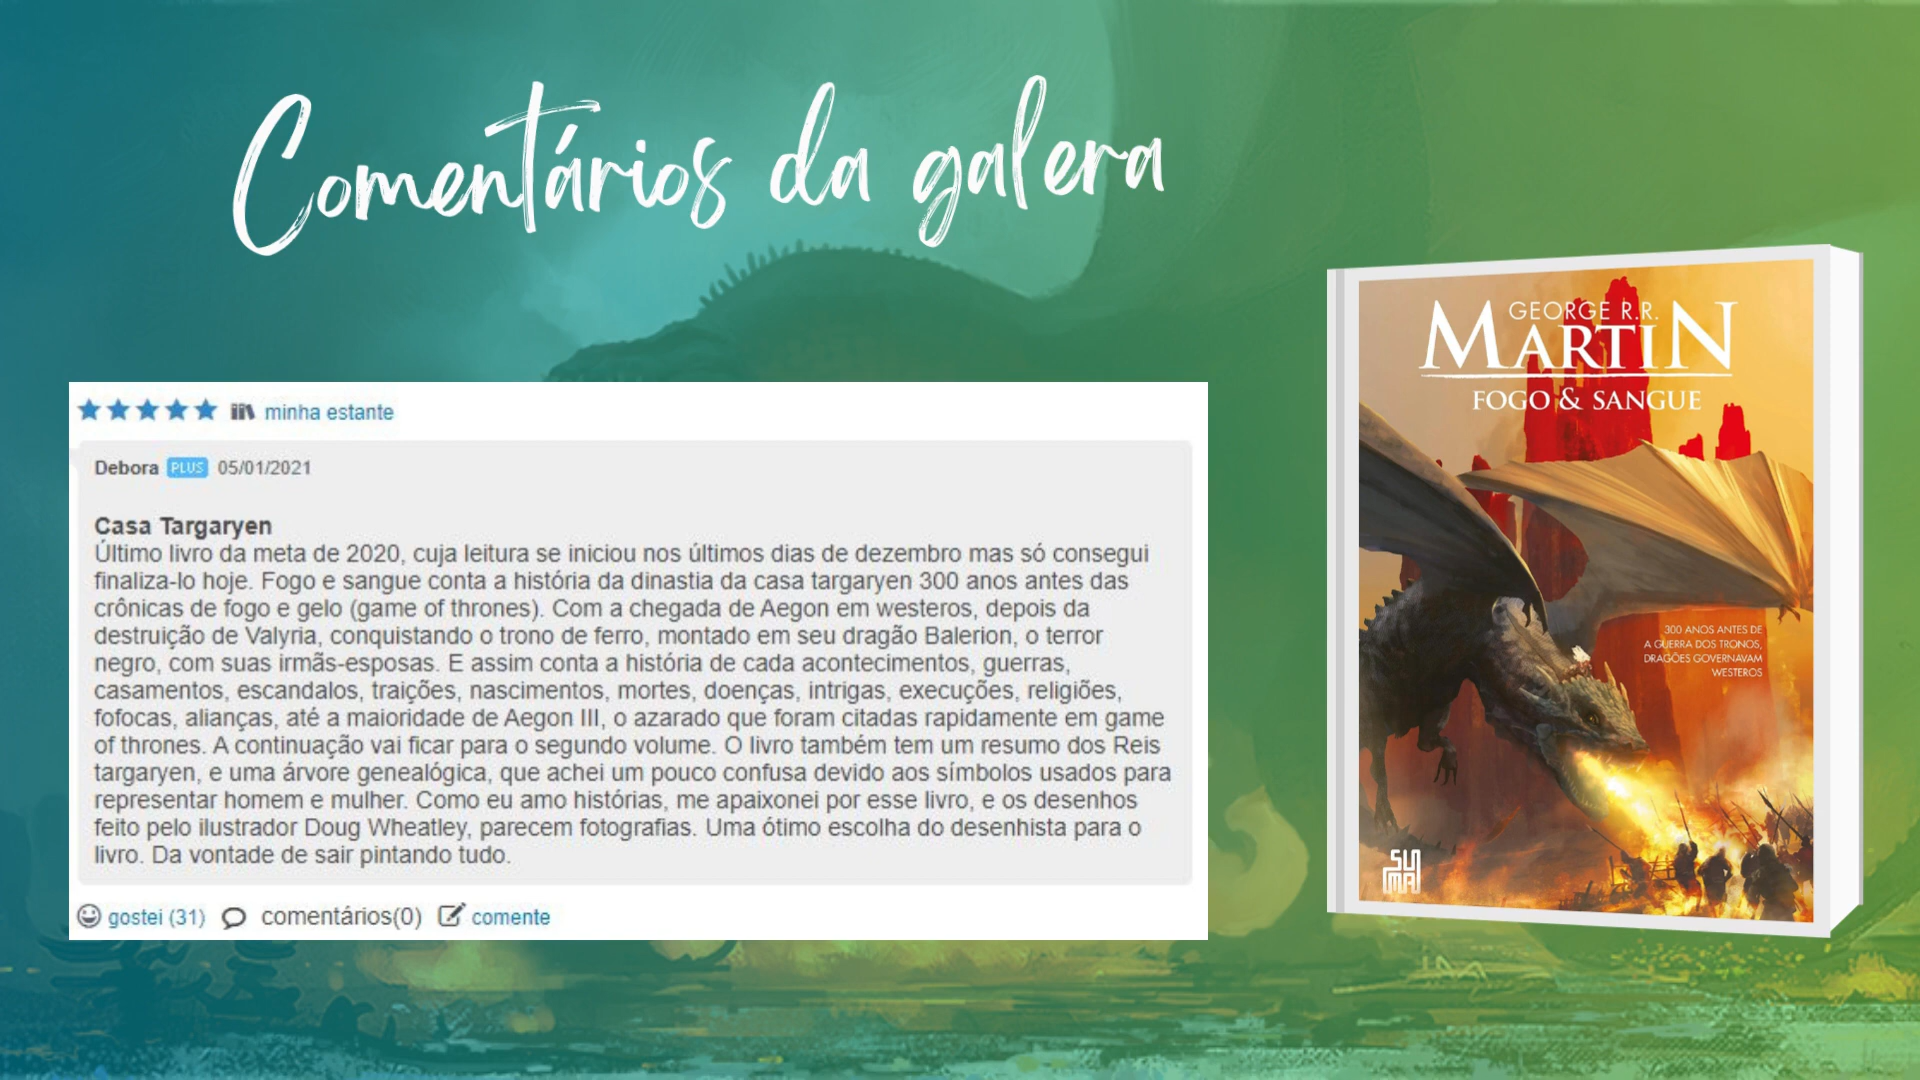 Comentários da galera
minha estante
Debora PLUS 05/01/2021
Casa Targaryen
Último livro da meta de 2020, cuja leitura se iniciou nos últimos dias de dezembro mas só consegui
finaliza-lo hoje. Fogo e sangue conta a história da dinastia da casa targaryen 300 anos antes das
crônicas de fogo e gelo (game of thrones). Com a chegada de Aegon em westeros, depois da
destruição de Valyria, conquistando o trono de ferro, montado em seu dragão Balerion, o terror
negro, com suas irmãs-esposas. E assim conta a história de cada acontecimentos, guerras,
casamentos, escandalos, traições, nascimentos, mortes, doenças, intrigas, execuções, religiões,
fofocas, alianças, até a maioridade de Aegon III, o azarado que foram citadas rapidamente em game
of thrones. A continuação vai ficar para o segundo volume. O livro também tem um resumo dos Reis
targaryen, e uma árvore genealógica, que achei um pouco confusa devido aos símbolos usados para
representar homem e mulher. Como eu amo histórias, me apaixonei por esse livro, e os desenhos
feito pelo ilustrador Doug Wheatley, parecem fotografias. Uma ótimo escolha do desenhista para o
livro. Da vontade de sair pintando tudo.
gostei (31) comentários(0) comente
GEORGE R.R.
MARTIN
FOGO & SANGUE
300 ANOS ANTES DE
A GUERRA DOS TRONOS,
DRAGÕES GOVERNAVAM
WESTEROS
SUMA